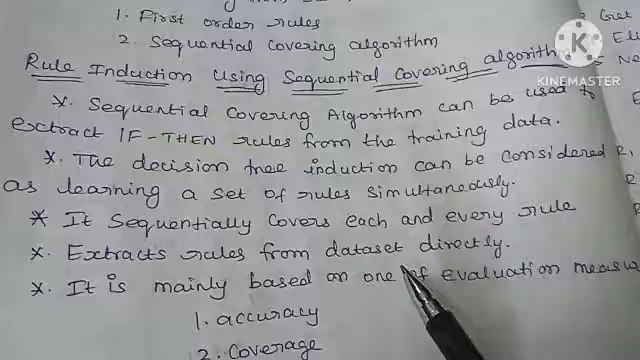 1. First order rules
2. Sequential Covering algorithm
Rule Induction Using Sequential Covering algorithm
*. Sequential Covering Algorithm can be used to
extract IF-THEN rules from the training data.
*. The decision tree induction can be considered
as learning a set of rules simultaneously.
* It Sequentially Covers each and every rule
*. Extracts rules from dataset directly.
*. It is mainly based on one of evaluation measu
1. accuracy
2. Coverage
KINEMASTER